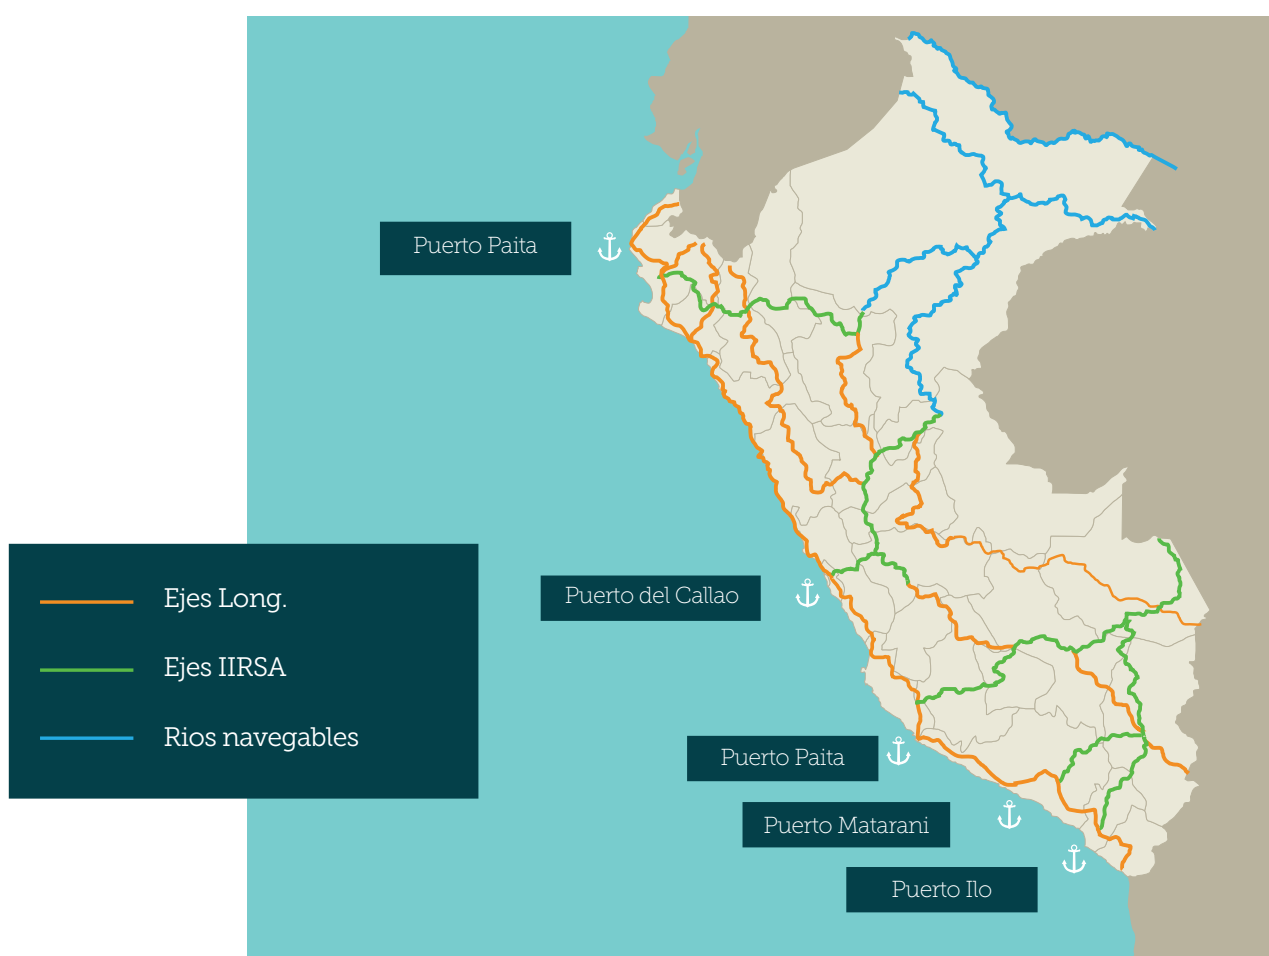 Puerto Paita
Puerto del Callao
Ejes Long.
Ejes IIRSA
Rios navegables
Puerto Paita
Puerto Matarani
Puerto Ilo